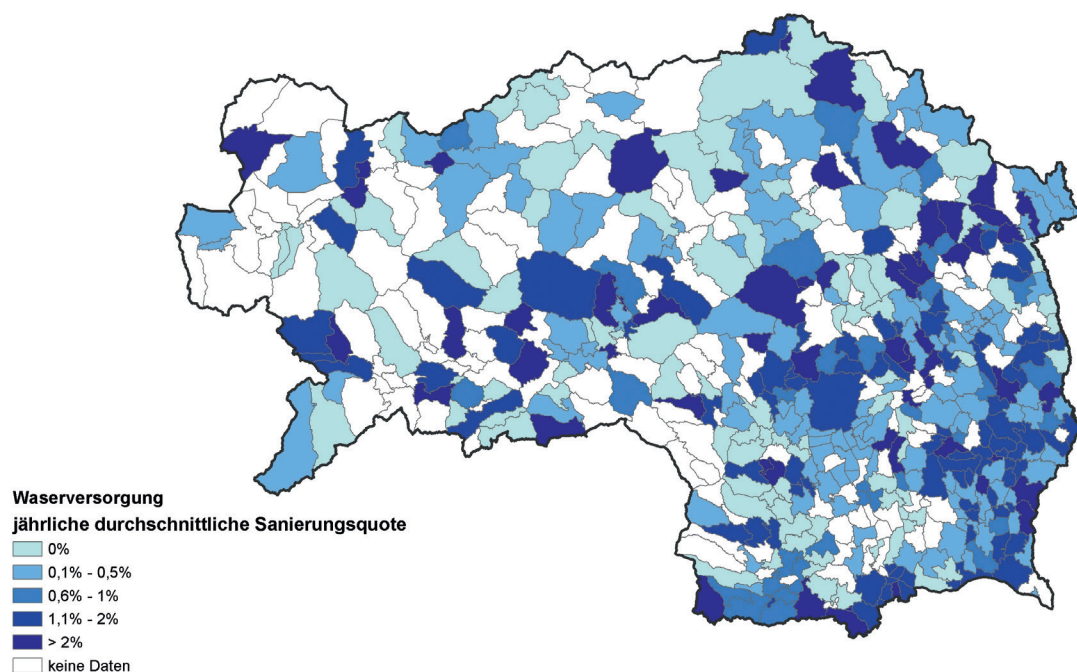 Waserversorgung
jährliche durchschnittliche Sanierungsquote
0%
0,1% - 0,5%
0,6% - 1%
1,1% - 2%
> 2%
keine Daten